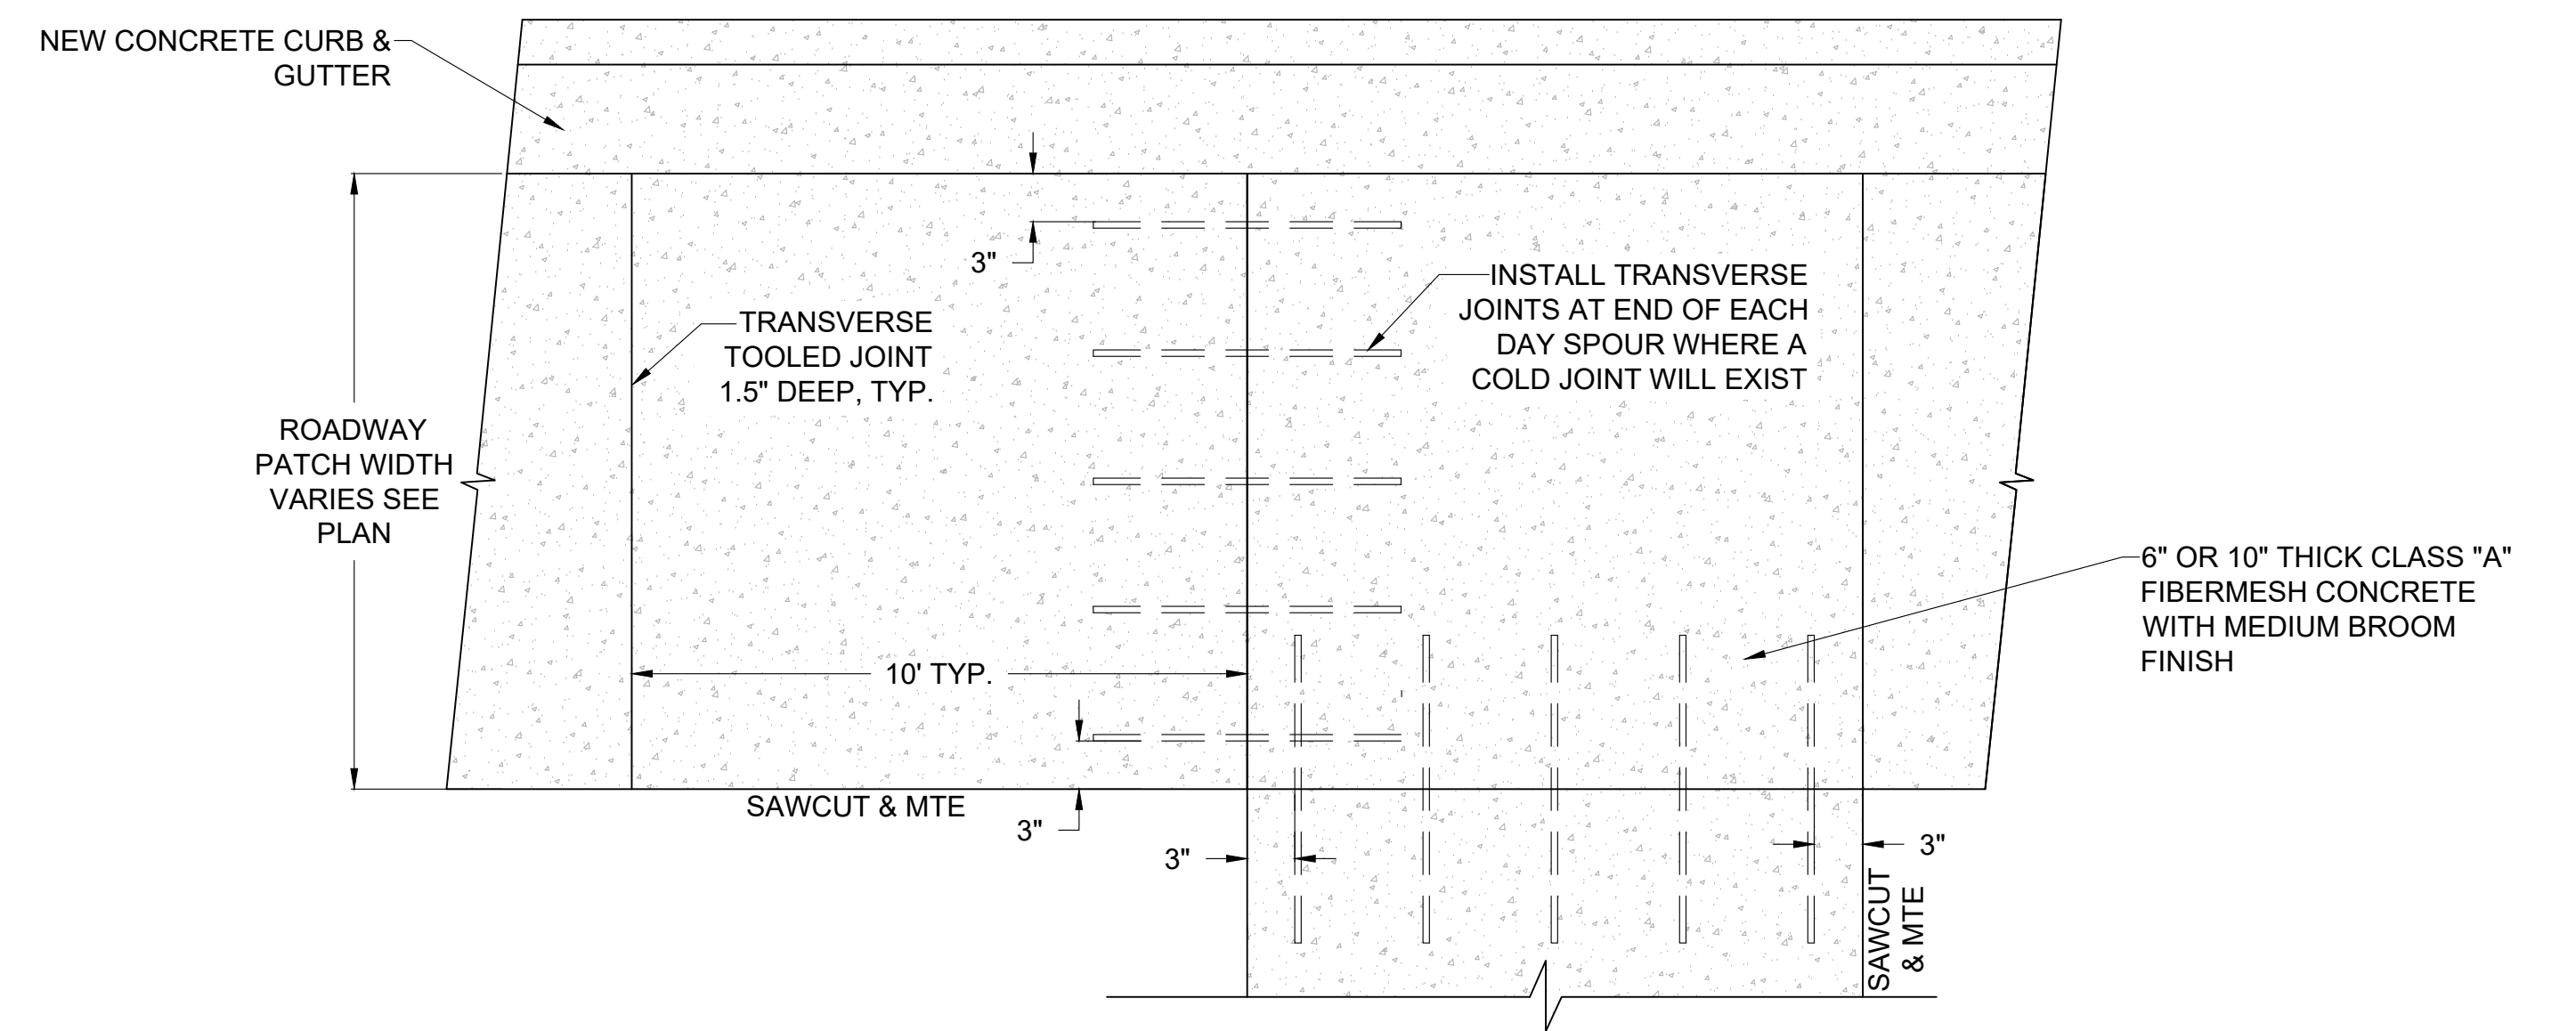 NEW CONCRETE CURB &
GUTTER
3"
TRANSVERSE
TOOLED JOINT
1.5" DEEP, TYP.
INSTALL TRANSVERSE
JOINTS AT END OF EACH
DAY SPOUR WHERE A
COLD JOINT WILL EXIST
ROADWAY
PATCH WIDTH
VARIES SEE
PLAN
6" OR 10" THICK CLASS "A"
FIBERMESH CONCRETE
WITH MEDIUM BROOM
FINISH
10' TYP.
SAWCUT & MTE
3"
3"
3"
SAWCUT
& MTE